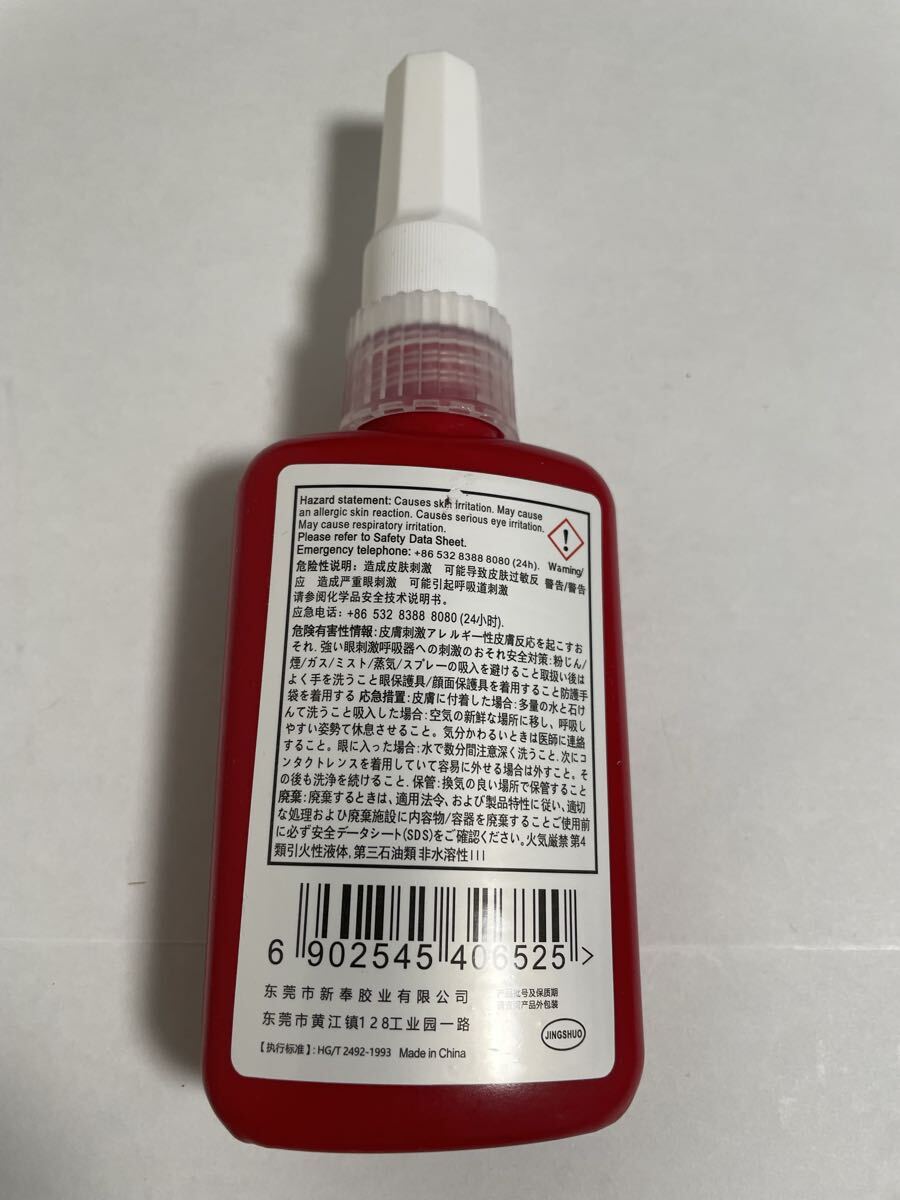 Hazard statement: Causes skin irritation. May cause
an allergic skin reaction. Causes serious eye irritation.
May cause respiratory irritation.
Please refer to Safety Data Sheet.
Emergency telephone: +86 532 8388 8080 (24h).
Warning/
警告/警告
危险性说明：造成皮肤刺激 可能导致皮肤过敏反
应 造成严重眼刺激 可能引起呼吸道刺激
请参阅化学品安全技术说明书。
应急电话：+86 532 8388 8080 (24小时).
危険有害性情報：皮膚刺激アレルギー性皮膚反応を起こすお
それ. 強い眼刺激呼吸器への刺激のおそれ安全対策：粉じん/
煙/ガス/ミスト/蒸気/スプレーの吸入を避けること取扱い後は
よく手を洗うこと眼保護具/顔面保護具を着用すること防護手
袋を着用する 応急措置：皮膚に付着した場合：多量の水と石け
んて洗うこと吸入した場合：空気の新鮮な場所に移し、呼吸し
やすい姿勢て休息させること。気分かわるいときは医師に連絡
すること。眼に入った場合：水で数分間注意深く洗うこと. 次にコ
ンタクトレンスを着用していて容易に外せる場合は外すこと。そ
の後も洗浄を続けること. 保管：換気の良い場所で保管すること
廃棄：廃棄するときは、適用法令、および製品特性に従い、適切
な処理および廃棄施設に内容物/容器を廃棄することご使用前
に必ず安全データシート(SDS)をご確認ください。火気厳禁 第4
類引火性液体, 第三石油類 非水溶性III
6 902545 406525 >
东莞市新奉胶业有限公司
东莞市黄江镇128工业园一路
产品批号及保质期
请查阅产品外包装
【执行标准】: HG/T 2492-1993 Made in China
JINGSHUO